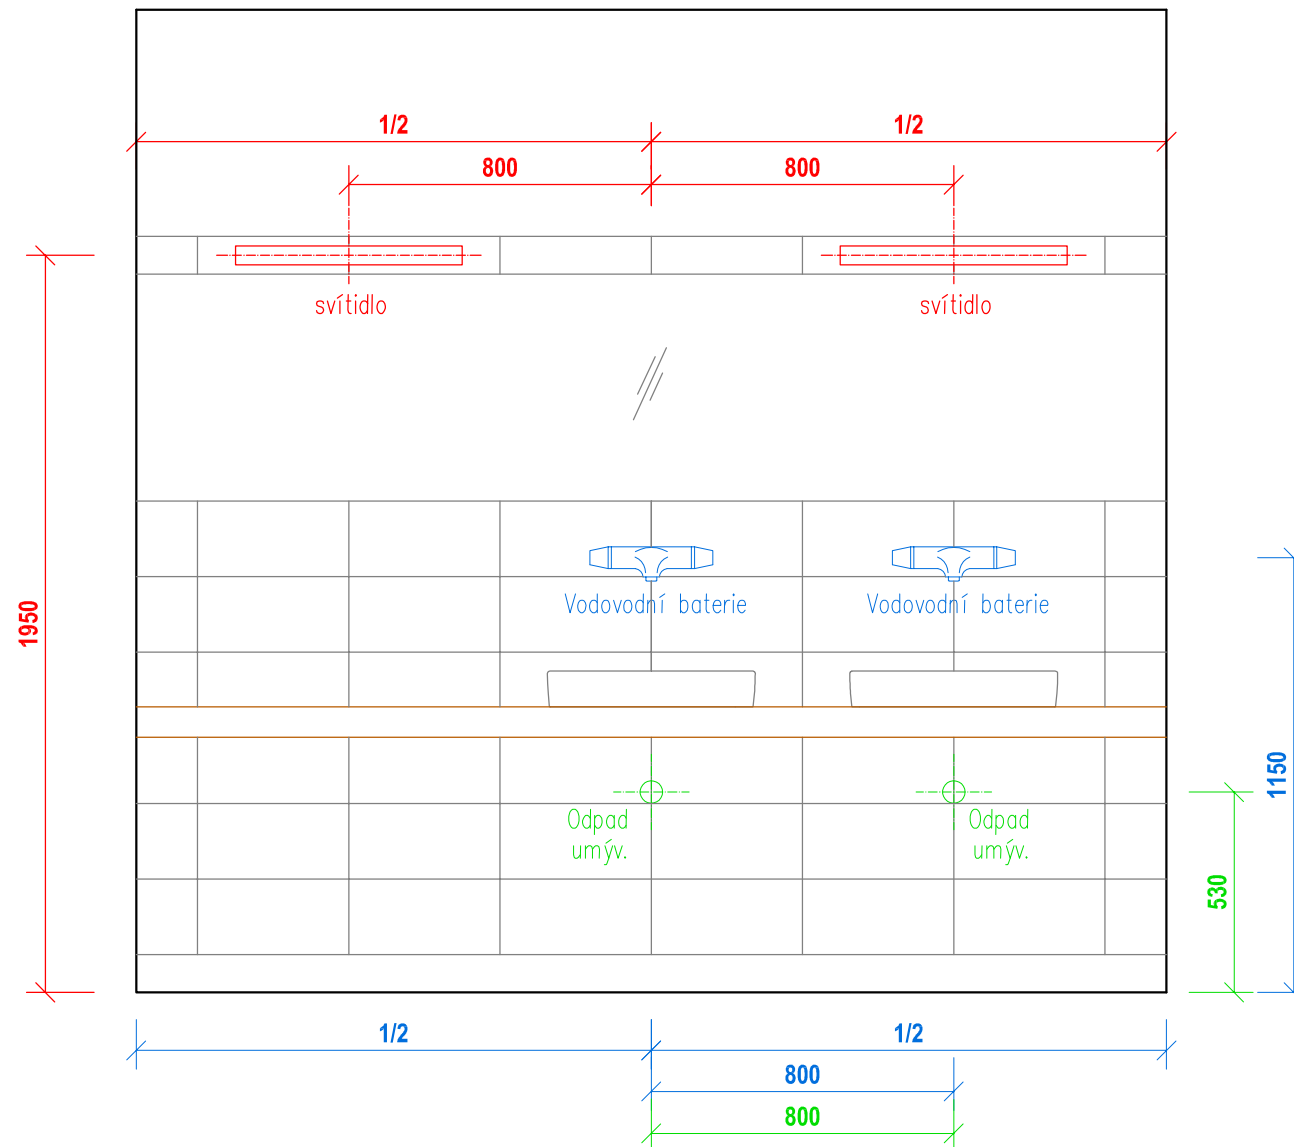 1/2 1/2
800 800
svítidlo svítidlo
1950
Vodovodní baterie Vodovodní baterie
1150
Odpad Odpad
umýv. umýv.
530
1/2 1/2
800
800